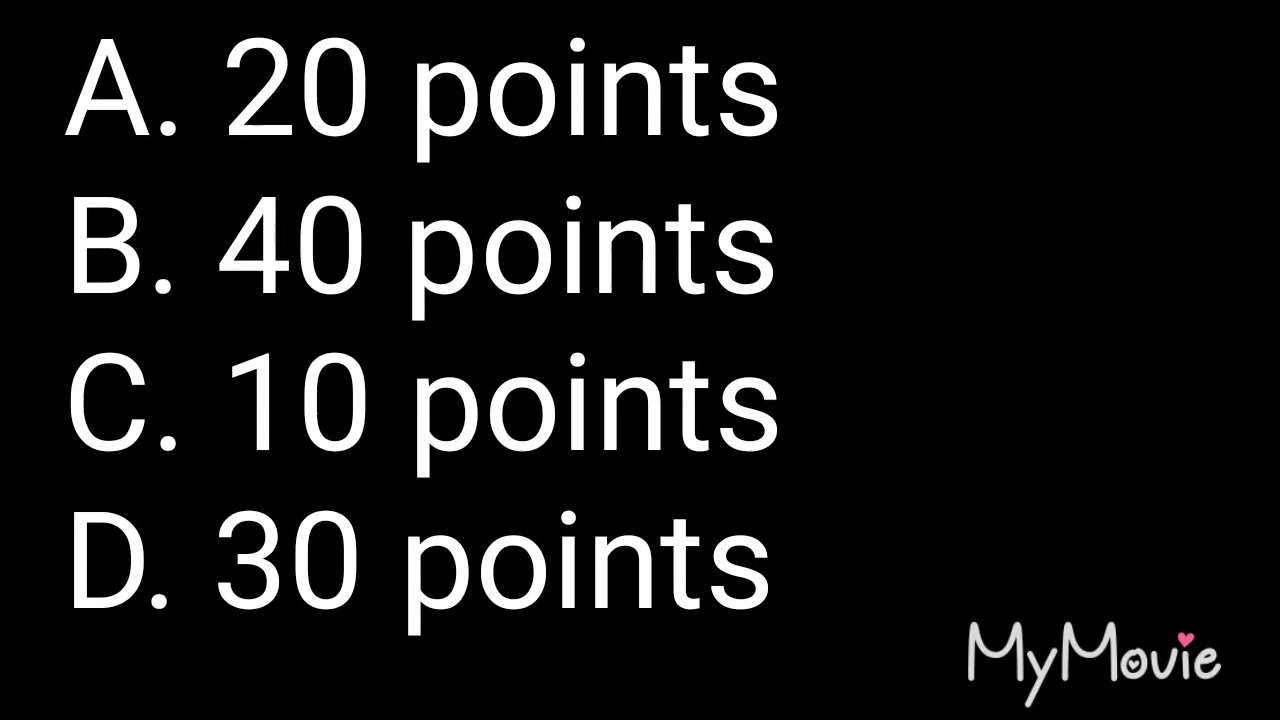 A. 20 points
B. 40 points
C. 10 points
D. 30 points
MyMovie